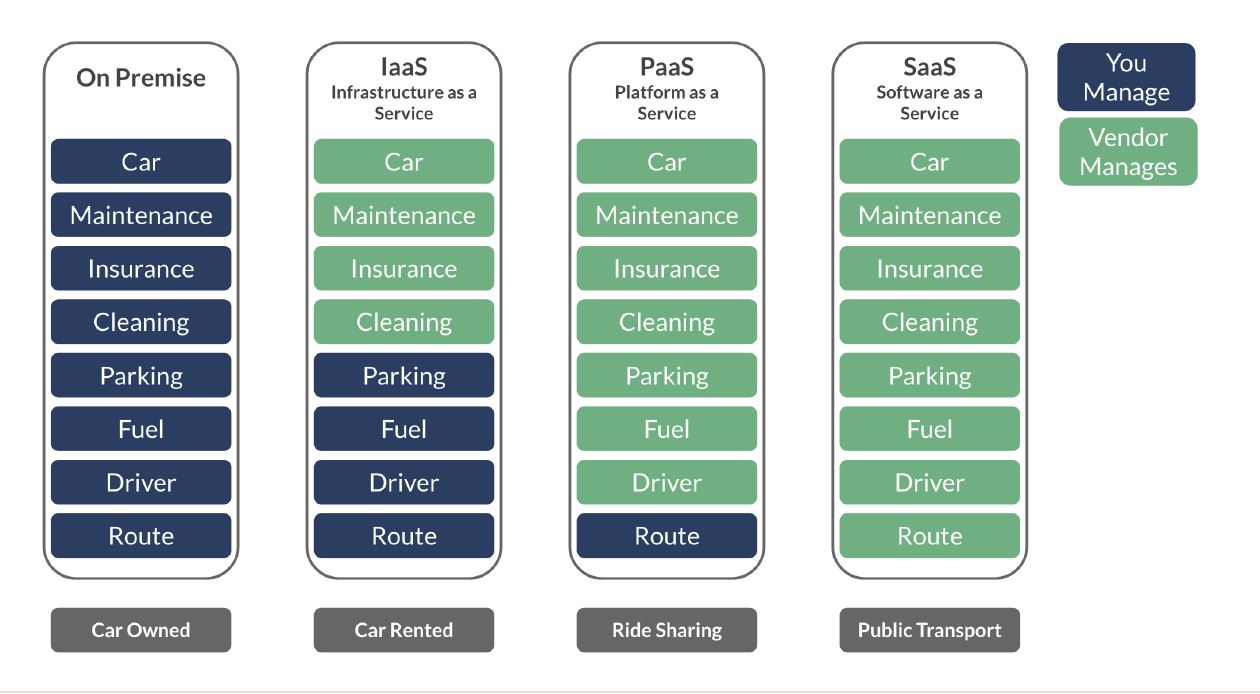 On Premise
Car
Maintenance
Insurance
Cleaning
Parking
Fuel
Driver
Route
Car Owned
IaaS
Infrastructure as a
Service
Car
Maintenance
Insurance
Cleaning
Parking
Fuel
Driver
Route
Car Rented
PaaS
Platform as a
Service
Car
Maintenance
Insurance
Cleaning
Parking
Fuel
Driver
Route
Ride Sharing
SaaS
Software as a
Service
Car
Maintenance
Insurance
Cleaning
Parking
Fuel
Driver
Route
Public Transport
You
Manage
Vendor
Manages